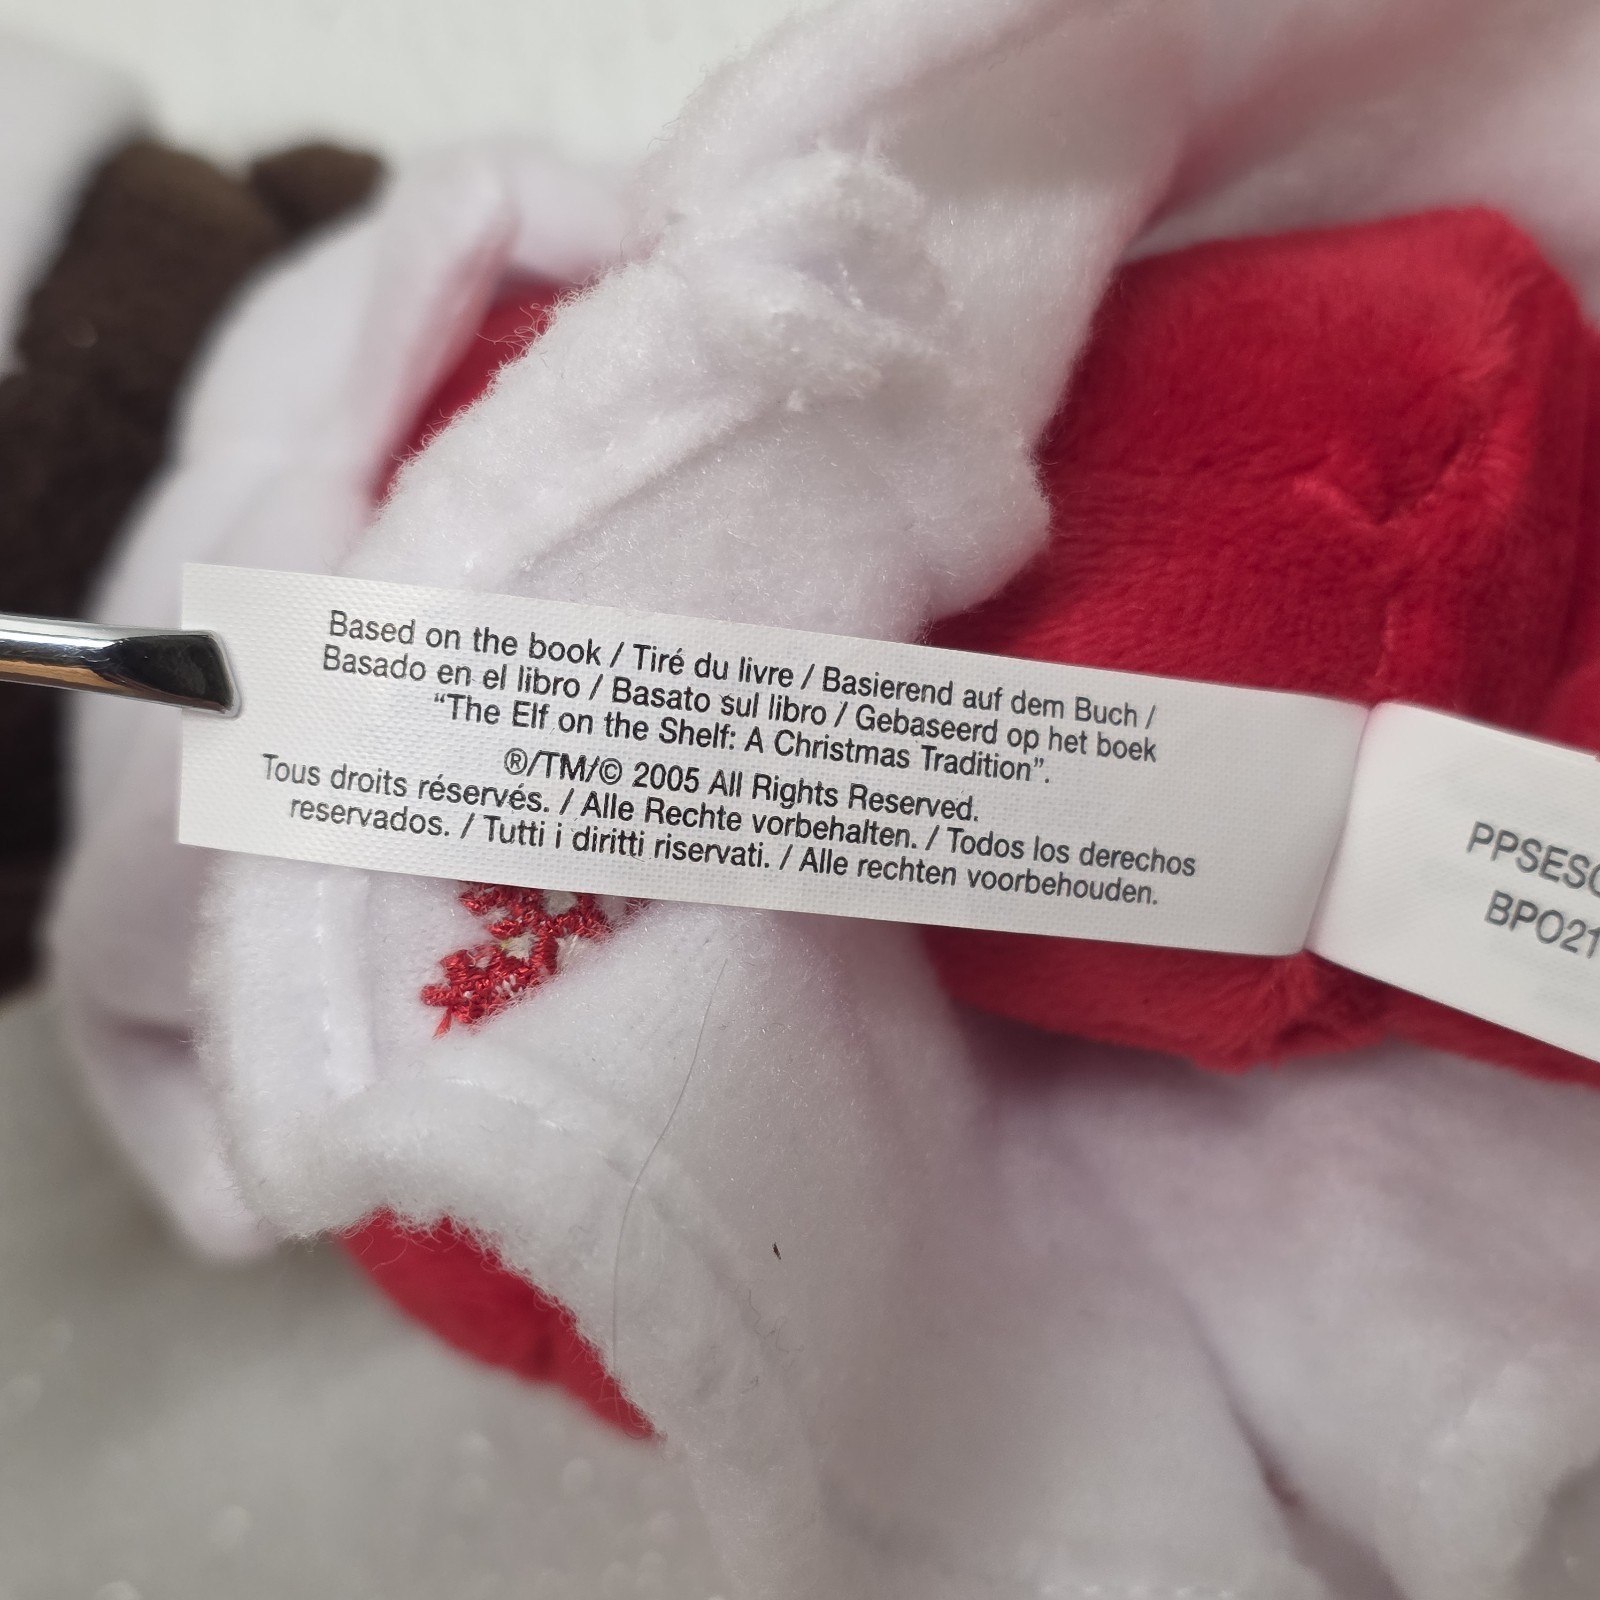 Based on the book / Tiré du livre / Basierend auf dem Buch /
Basado en el libro / Basato sul libro / Gebaseerd op het boek
“The Elf on the Shelf: A Christmas Tradition”.
®/TM/© 2005 All Rights Reserved.
Tous droits réservés. / Alle Rechte vorbehalten. / Todos los derechos
reservados. / Tutti i diritti riservati. / Alle rechten voorbehouden.
PPSES
BPO21